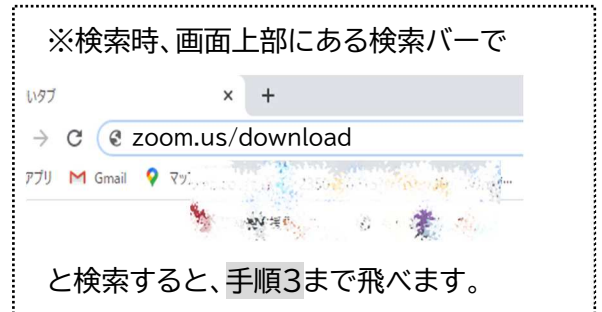 ※検索時、画面上部にある検索バーで
いタブ × +
zoom.us/download
アプリ M Gmail マッ
と検索すると、手順3まで飛べます。